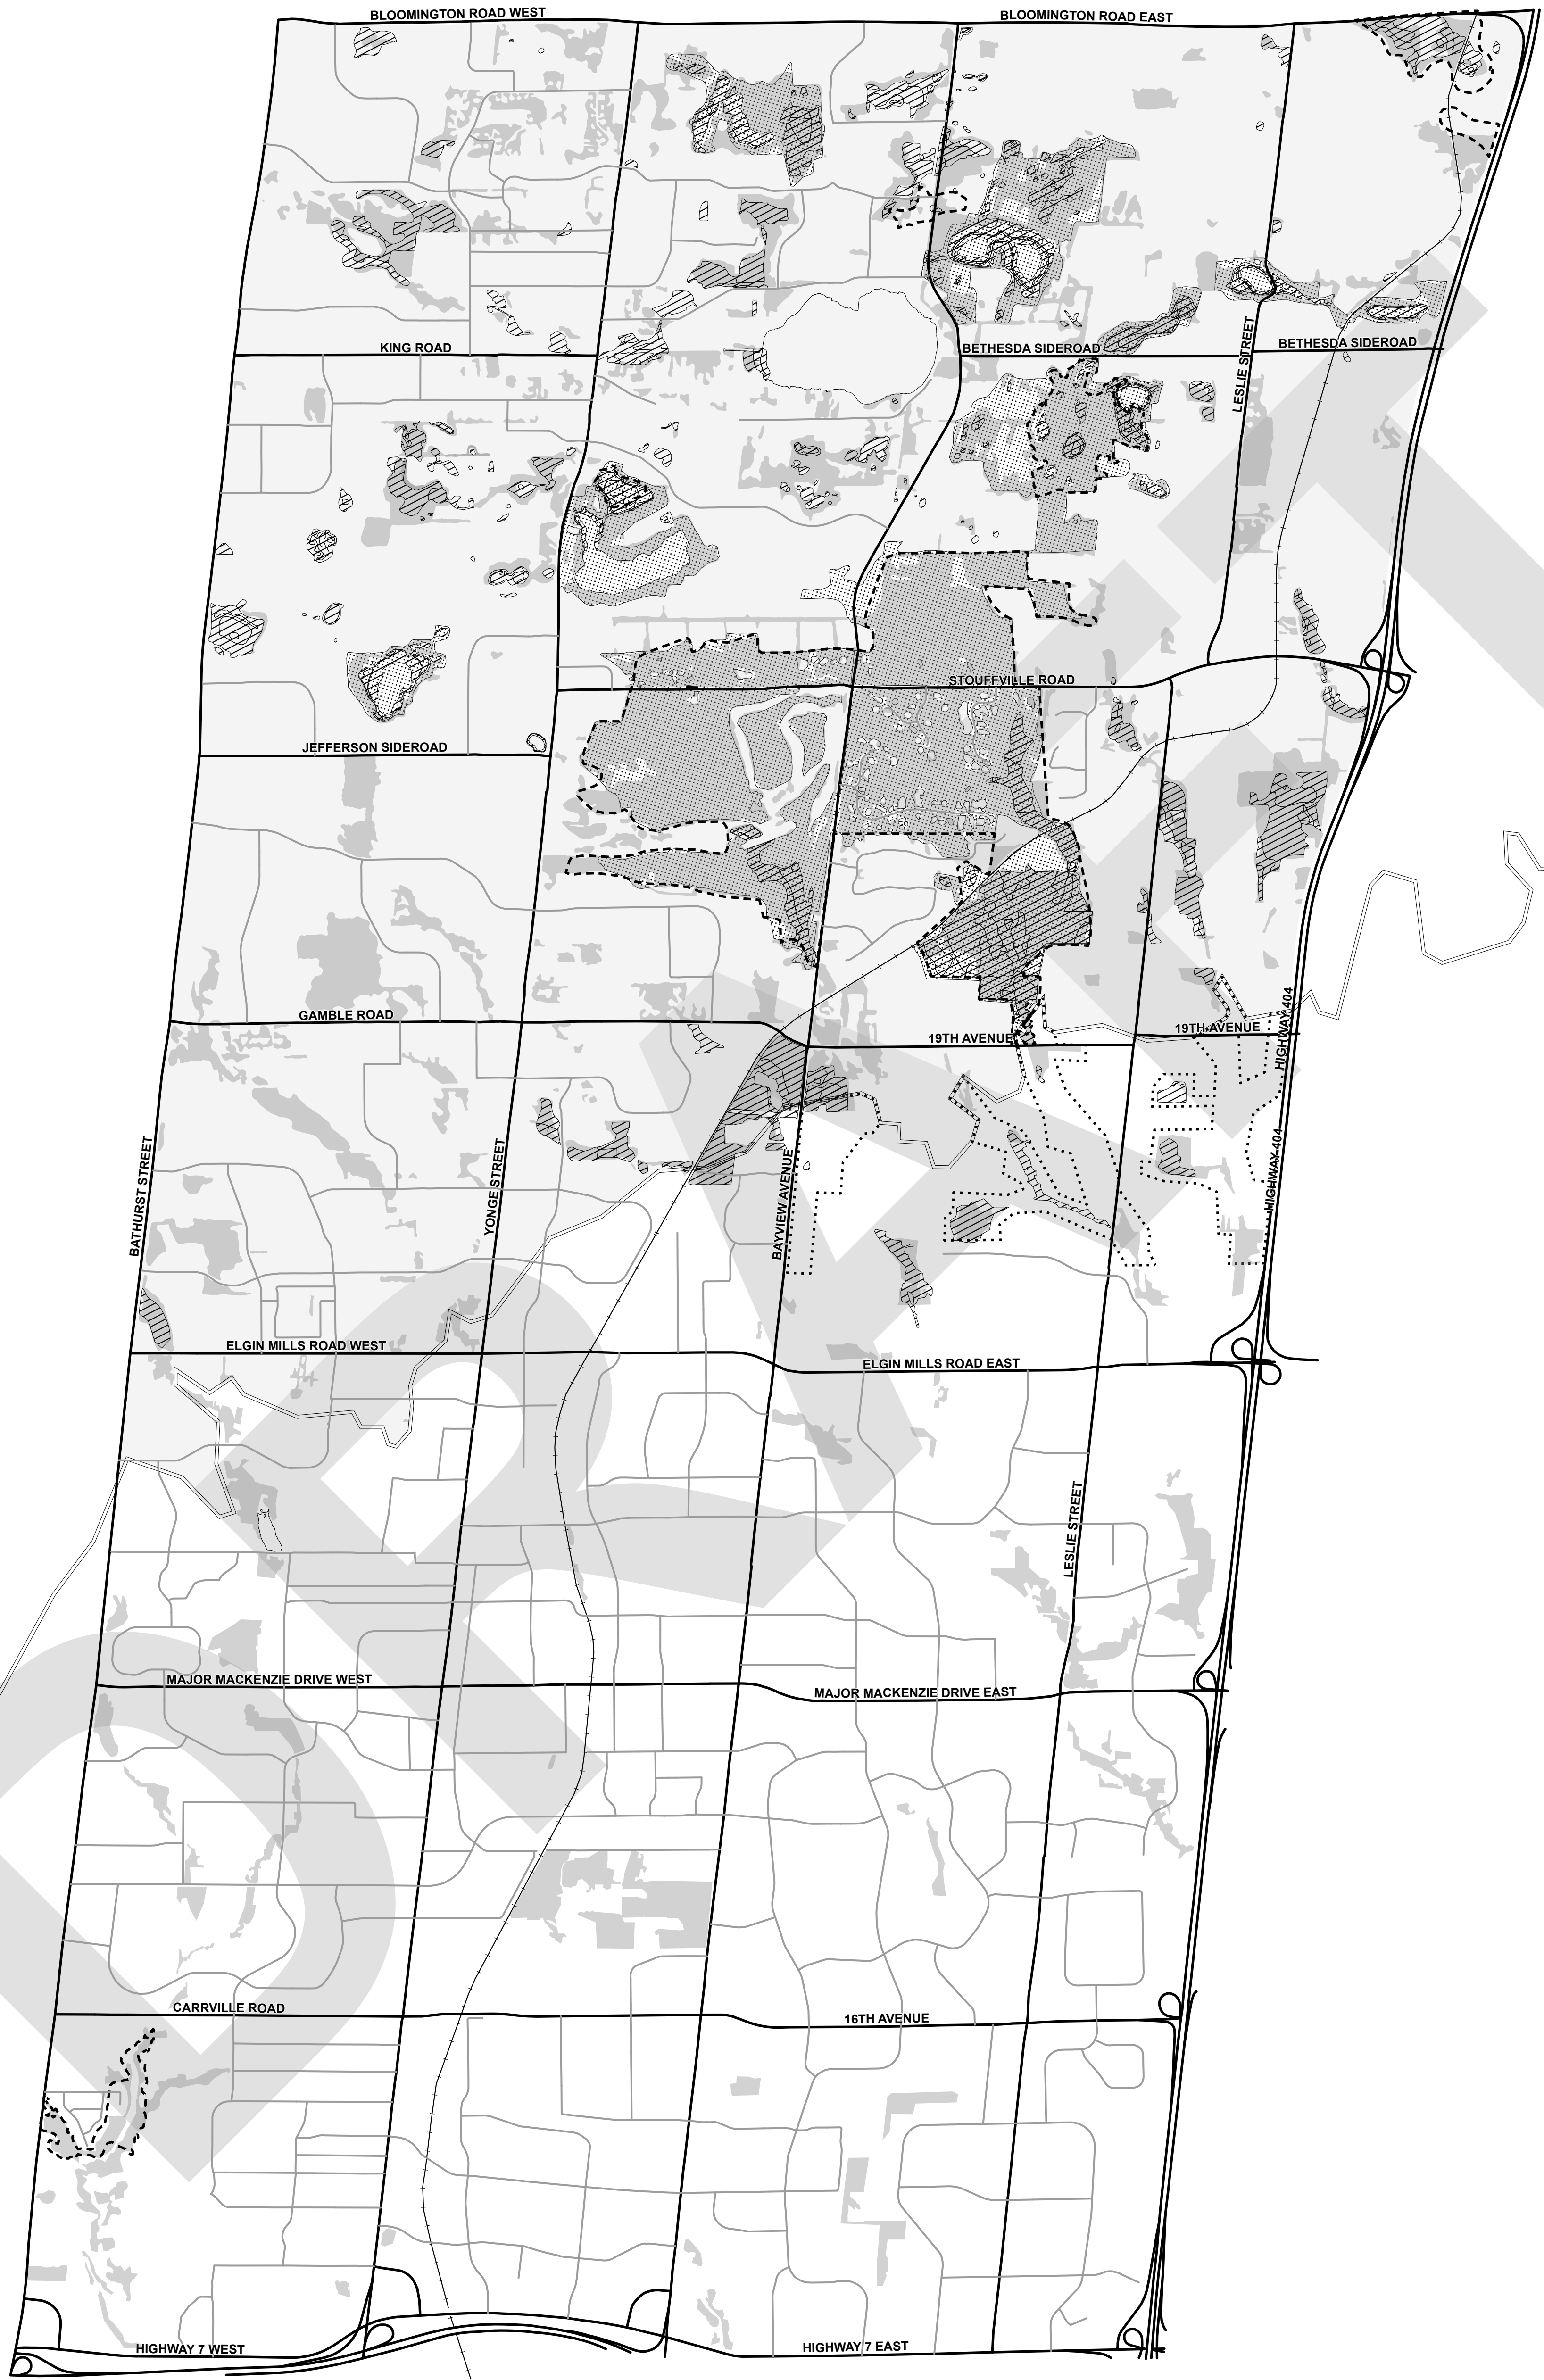 BLOOMINGTON ROAD WEST
BLOOMINGTON ROAD EAST
KING ROAD
BETHESDA SIDEROAD
BETHESDA SIDEROAD
LESLIE STREET
STOUFFVILLE ROAD
JEFFERSON SIDEROAD
GAMBLE ROAD
19TH AVENUE
19TH AVENUE
HIGHWAY 404
HIGHWAY 404
BATHURST STREET
YONGE STREET
BAYVIEW AVENUE
ELGIN MILLS ROAD WEST
ELGIN MILLS ROAD EAST
LESLIE STREET
MAJOR MACKENZIE DRIVE WEST
MAJOR MACKENZIE DRIVE EAST
CARRVILLE ROAD
16TH AVENUE
HIGHWAY 7 WEST
HIGHWAY 7 EAST
DRAFT